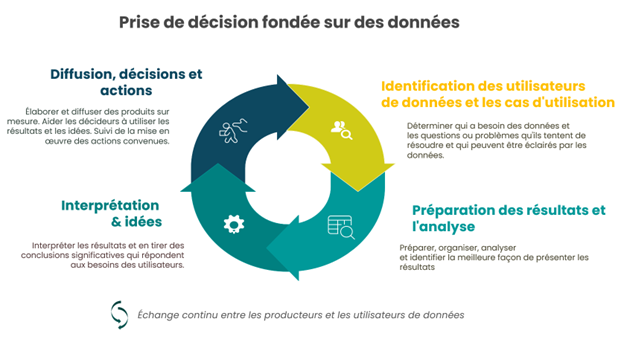 Prise de décision fondée sur des données
Diffusion, décisions et
actions
Élaborer et diffuser des produits sur
mesure. Aider les décideurs à utiliser les
résultats et les idées. Suivi de la mise en
œuvre des actions convenues.
Identification des utilisateurs
de données et les cas d'utilisation
Déterminer qui a besoin des données et
les questions ou problèmes qu'ils tentent de
résoudre et qui peuvent être éclairés par les
données.
Interprétation
& idées
Interpréter les résultats et en tirer des
conclusions significatives qui répondent
aux besoins des utilisateurs.
Préparation des résultats et
l'analyse
Préparer, organiser, analyser
et identifier la meilleure façon de présenter les
résultats
Échange continu entre les producteurs et les utilisateurs de données